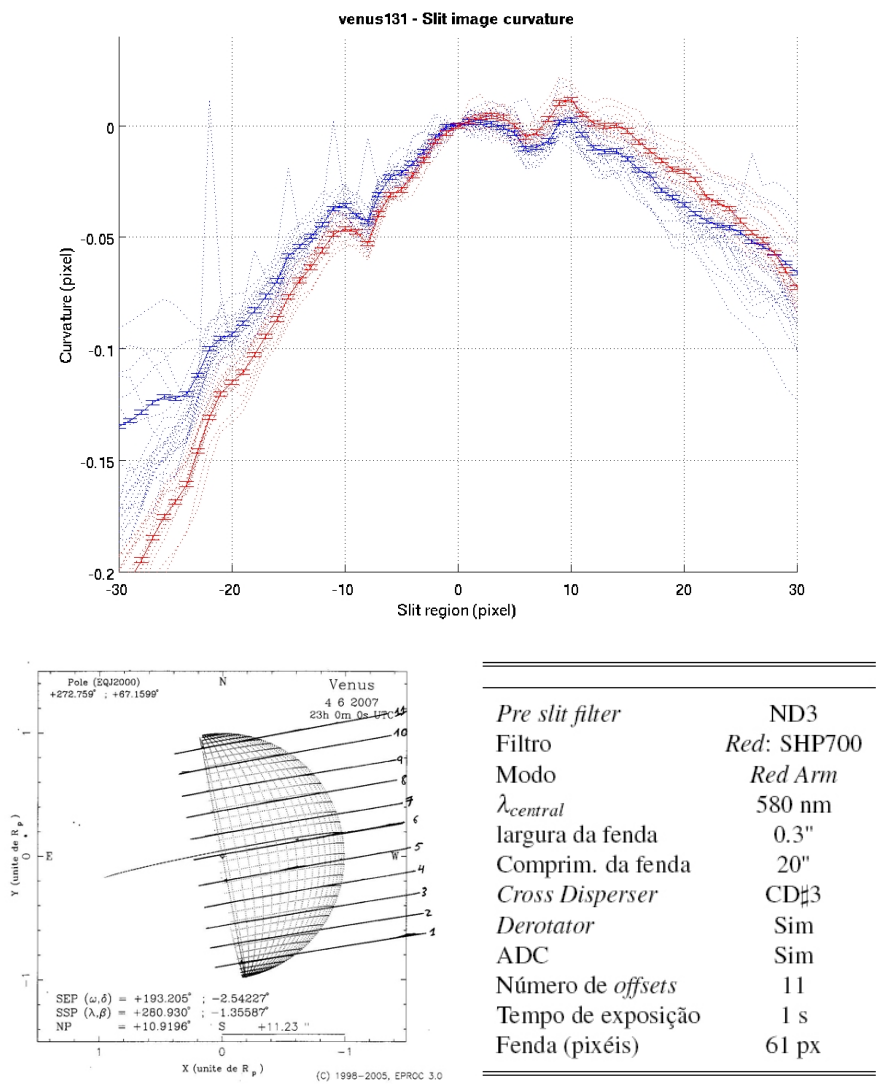 venus131 - Slit image curvature
Curvature (pixel)
0
-0.05
-0.1
-0.15
-0.2
-30
-20
-10
0
10
20
30
Slit region (pixel)
Pole (EQJ2000)
+272.759° ; +67.1599°
N
Venus
4 6 2007
23h 0m 0s UTC
11
10
9
8
7
6
5
4
3
2
1
E
W
Y (unite de R p)
1
0
-1
SEP (ω,δ) = +193.205° ; -2.54227°
SSP (λ,β) = +280.930° ; -1.35587°
NP = +10.9196° S +11.23 "
1
0
-1
X (unite de R p)
(C) 1998-2005, EPROC 3.0
Pre slit filter ND3
Filtro Red: SHP700
Modo Red Arm
λcentral 580 nm
largura da fenda 0.3"
Comprim. da fenda 20"
Cross Disperser CD♯3
Derotator Sim
ADC Sim
Número de offsets 11
Tempo de exposição 1 s
Fenda (pixéis) 61 px